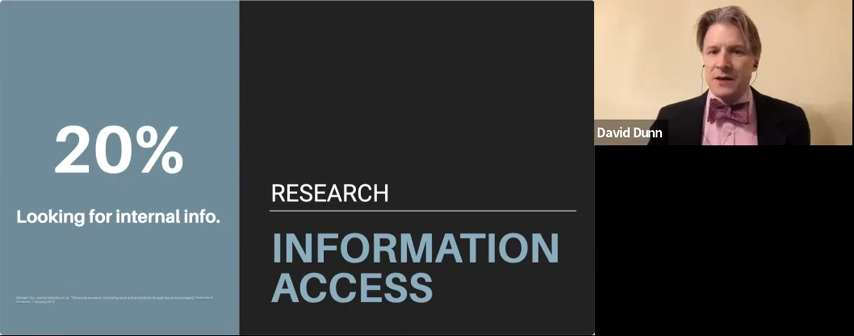 20%
Looking for internal info.
RESEARCH
INFORMATION
ACCESS
David Dunn